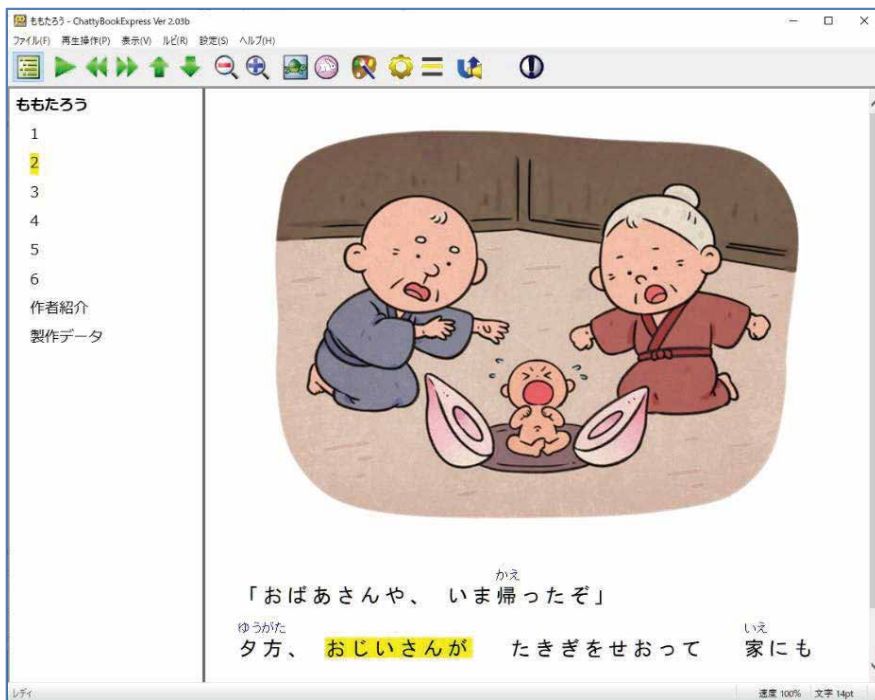 ももたろう - ChattyBookExpress Ver 2.03b
ファイル(F) 再生操作(P) 表示(V) ルビ(R) 設定(S) ヘルプ(H)
ももたろう
1
2
3
4
5
6
作者紹介
製作データ
かえ
「おばあさんや、 いま帰ったぞ」
ゆうがた いえ
夕方、 おじいさんが たきぎをせおって 家にも
レディ 速度 100% 文字 14pt